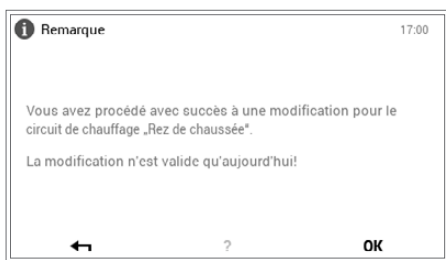 i Remarque 17:00
Vous avez procédé avec succès à une modification pour le
circuit de chauffage „Rez de chaussée".
La modification n'est valide qu'aujourd'hui!
? OK